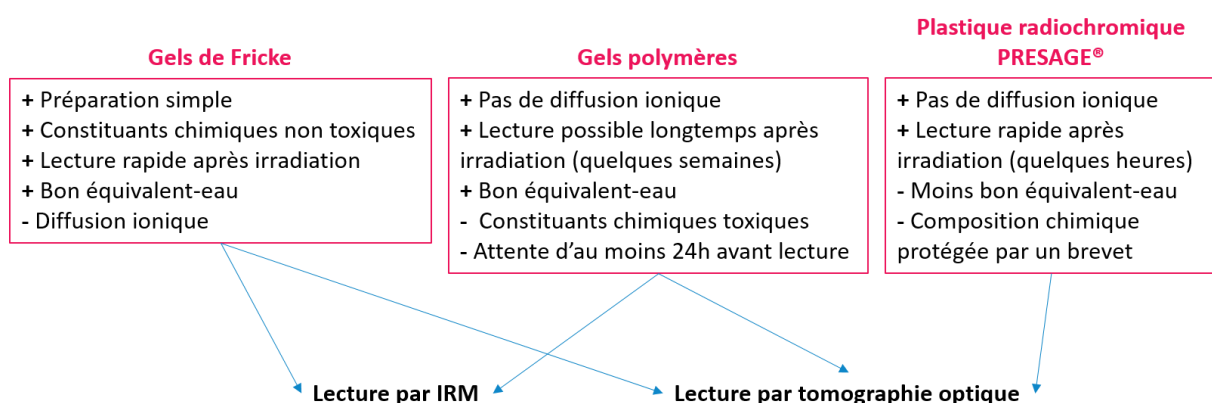 Gels de Fricke
+ Préparation simple
+ Constituants chimiques non toxiques
+ Lecture rapide après irradiation
+ Bon équivalent-eau
- Diffusion ionique
Gels polymères
+ Pas de diffusion ionique
+ Lecture possible longtemps après
irradiation (quelques semaines)
+ Bon équivalent-eau
- Constituants chimiques toxiques
- Attente d'au moins 24h avant lecture
Plastique radiochromique
PRESAGE®
+ Pas de diffusion ionique
+ Lecture rapide après
irradiation (quelques heures)
- Moins bon équivalent-eau
- Composition chimique
protégée par un brevet
Lecture par IRM
Lecture par tomographie optique